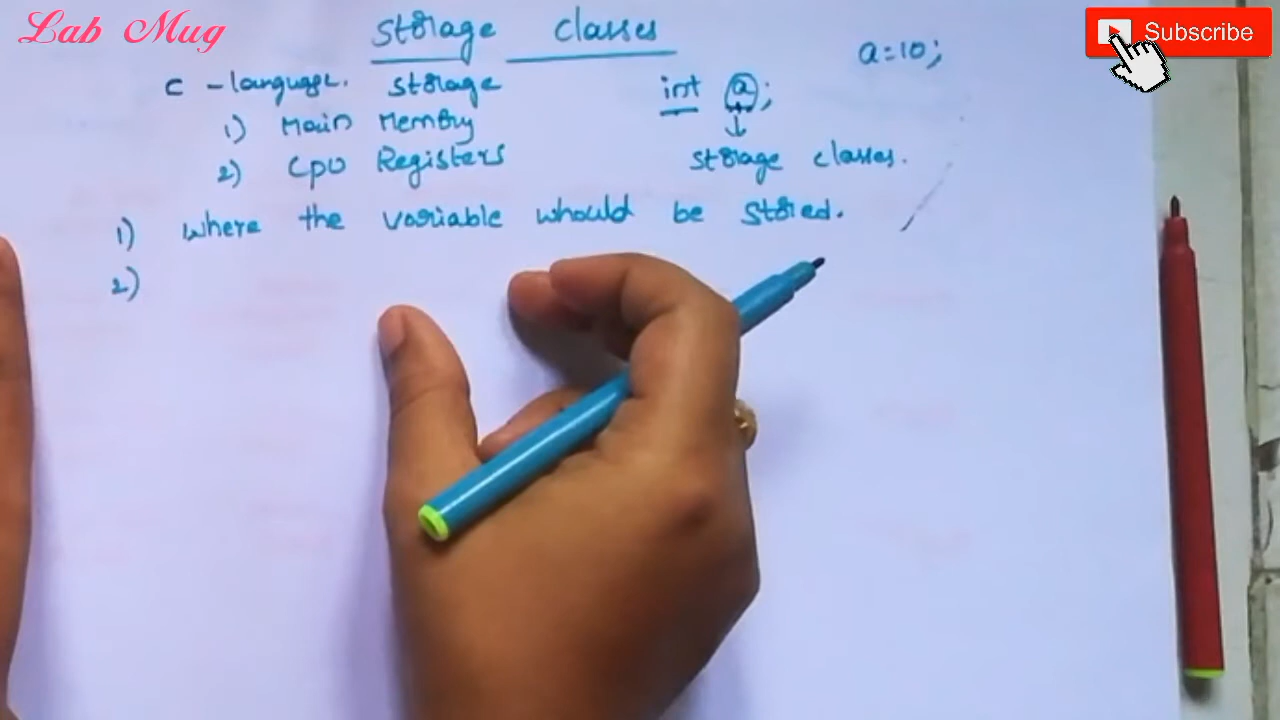 Lab Mug
Subscribe
storage classes
a=10;
C - language. storage
int a;
1) Main Memory
2) CPU Registers
storage classes.
1) where the variable whould be stored.
2)